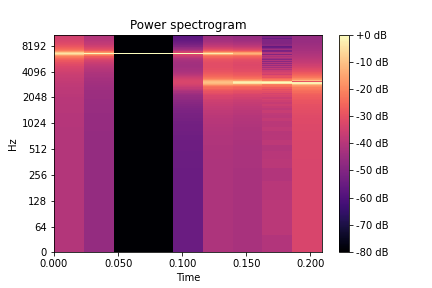 Power spectrogram
Hz
8192
4096
2048
1024
512
256
128
64
0
0.000 0.050 0.100 0.150 0.200
Time
+0 dB
-10 dB
-20 dB
-30 dB
-40 dB
-50 dB
-60 dB
-70 dB
-80 dB